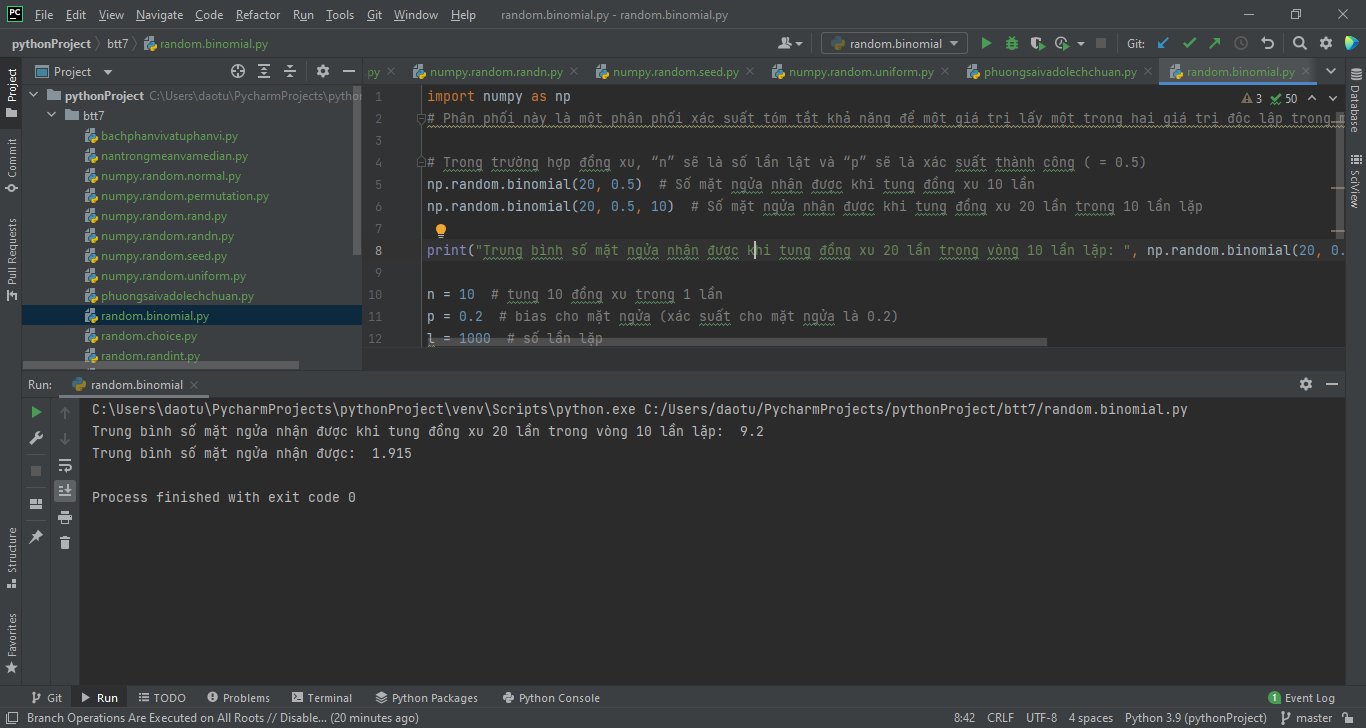 File Edit View Navigate Code Refactor Run Tools Git Window Help random.binomial.py - random.binomial.py
pythonProject btt7 random.binomial.py random.binomial Git:
Project
py numpy.random.randn.py numpy.random.seed.py numpy.random.uniform.py phuongsaivadolechchuan.py random.binomial.py
pythonProject C:\Users\daotu\PycharmProjects\pytho
btt7
bachphanvivatuphanvi.py
nantrongmeanvamedian.py
numpy.random.normal.py
numpy.random.permutation.py
numpy.random.rand.py
numpy.random.randn.py
numpy.random.seed.py
numpy.random.uniform.py
phuongsaivadolechchuan.py
random.binomial.py
random.choice.py
random.randint.py
3 50
1 import numpy as np
2 # Phân phối này là một phân phối xác suất tóm tắt khả năng để một giá trị lấy một trong hai giá trị độc lập trong
3
4 # Trong trường hợp đồng xu, “n” sẽ là số lần lật và “p” sẽ là xác suất thành công ( = 0.5)
5 np.random.binomial(20, 0.5) # Số mặt ngửa nhận được khi tung đồng xu 10 lần
6 np.random.binomial(20, 0.5, 10) # Số mặt ngửa nhận được khi tung đồng xu 20 lần trong 10 lần lặp
7
8 print("Trung bình số mặt ngửa nhận được khi tung đồng xu 20 lần trong vòng 10 lần lặp: ", np.random.binomial(20, 0.
9
10 n = 10 # tung 10 đồng xu trong 1 lần
11 p = 0.2 # bias cho mặt ngửa (xác suất cho mặt ngửa là 0.2)
12 l = 1000 # số lần lặp
Run: random.binomial
C:\Users\daotu\PycharmProjects\pythonProject\venv\Scripts\python.exe C:/Users/daotu/PycharmProjects/pythonProject/btt7/random.binomial.py
Trung bình số mặt ngửa nhận được khi tung đồng xu 20 lần trong vòng 10 lần lặp:  9.2
Trung bình số mặt ngửa nhận được:  1.915
Process finished with exit code 0
Project
Commit
Pull Requests
Structure
Favorites
Database
SciView
Git Run TODO Problems Terminal Python Packages Python Console 1 Event Log
Branch Operations Are Executed on All Roots // Disable... (20 minutes ago) 8:42 CRLF UTF-8 4 spaces Python 3.9 (pythonProject) master